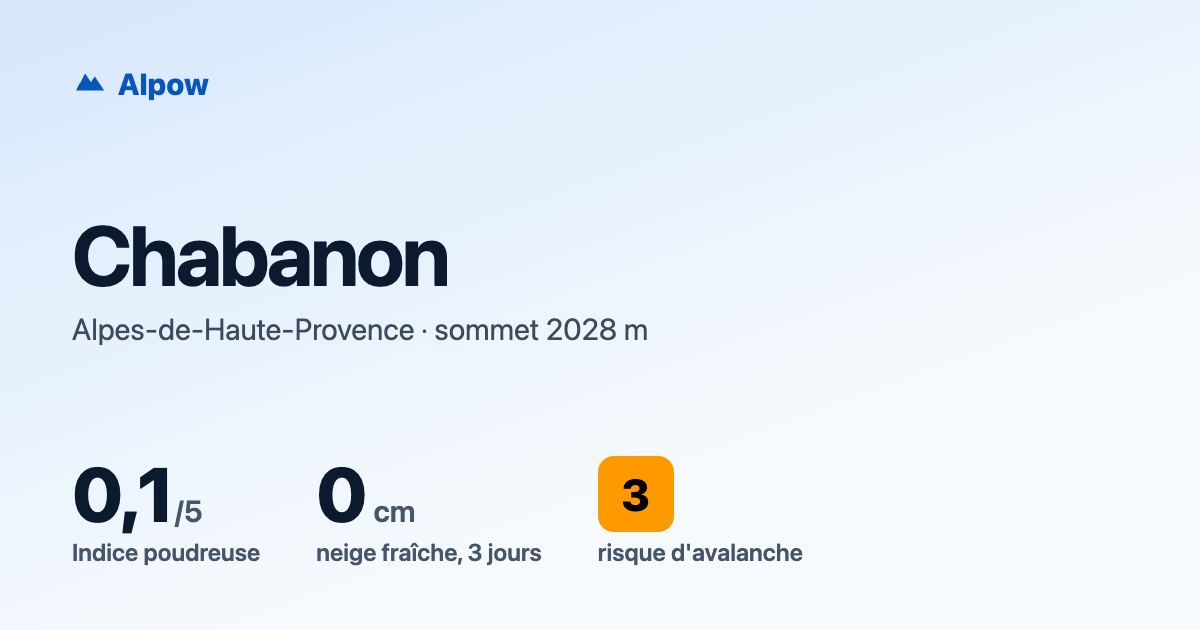 Alpow
Chabanon
Alpes-de-Haute-Provence · sommet 2028 m
0,1/5
Indice poudreuse
0 cm
neige fraîche, 3 jours
3
risque d'avalanche